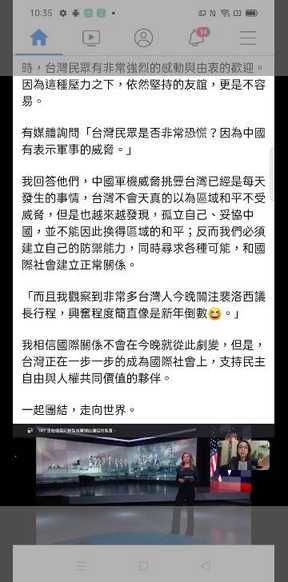 10:35
時，台灣民眾有非常強烈的感動與由衷的歡迎。
因為這種壓力之下，依然堅持的友誼，更是不容
易。
有媒體詢問「台灣民眾是否非常恐慌？因為中國
有表示軍事的威脅。」
我回答他們，中國軍機威脅挑釁台灣已經是每天
發生的事情，台灣不會天真的以為區域和平不受
威脅，但是也越來越發現，孤立自己、妥協中
國，並不能因此換得區域的和平；反而我們必須
建立自己的防禦能力，同時尋求各種可能，和國
際社會建立正常關係。
「而且我觀察到非常多台灣人今晚關注裴洛西議
長行程，興奮程度簡直像是新年倒數😆。」
我相信國際關係不會在今晚就從此劇變，但是，
台灣正在一步一步的成為國際社會上，支持民主
自由與人權共同價值的夥伴。
一起團結，走向世界。